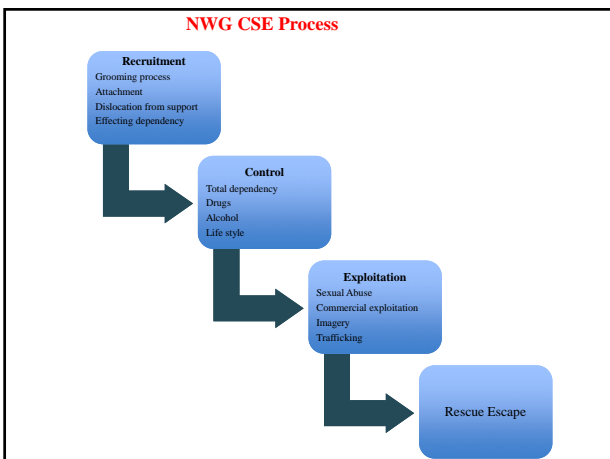 NWG CSE Process
Recruitment
Grooming process
Attachment
Dislocation from support
Effecting dependency
Control
Total dependency
Drugs
Alcohol
Life style
Exploitation
Sexual Abuse
Commercial exploitation
Imagery
Trafficking
Rescue Escape